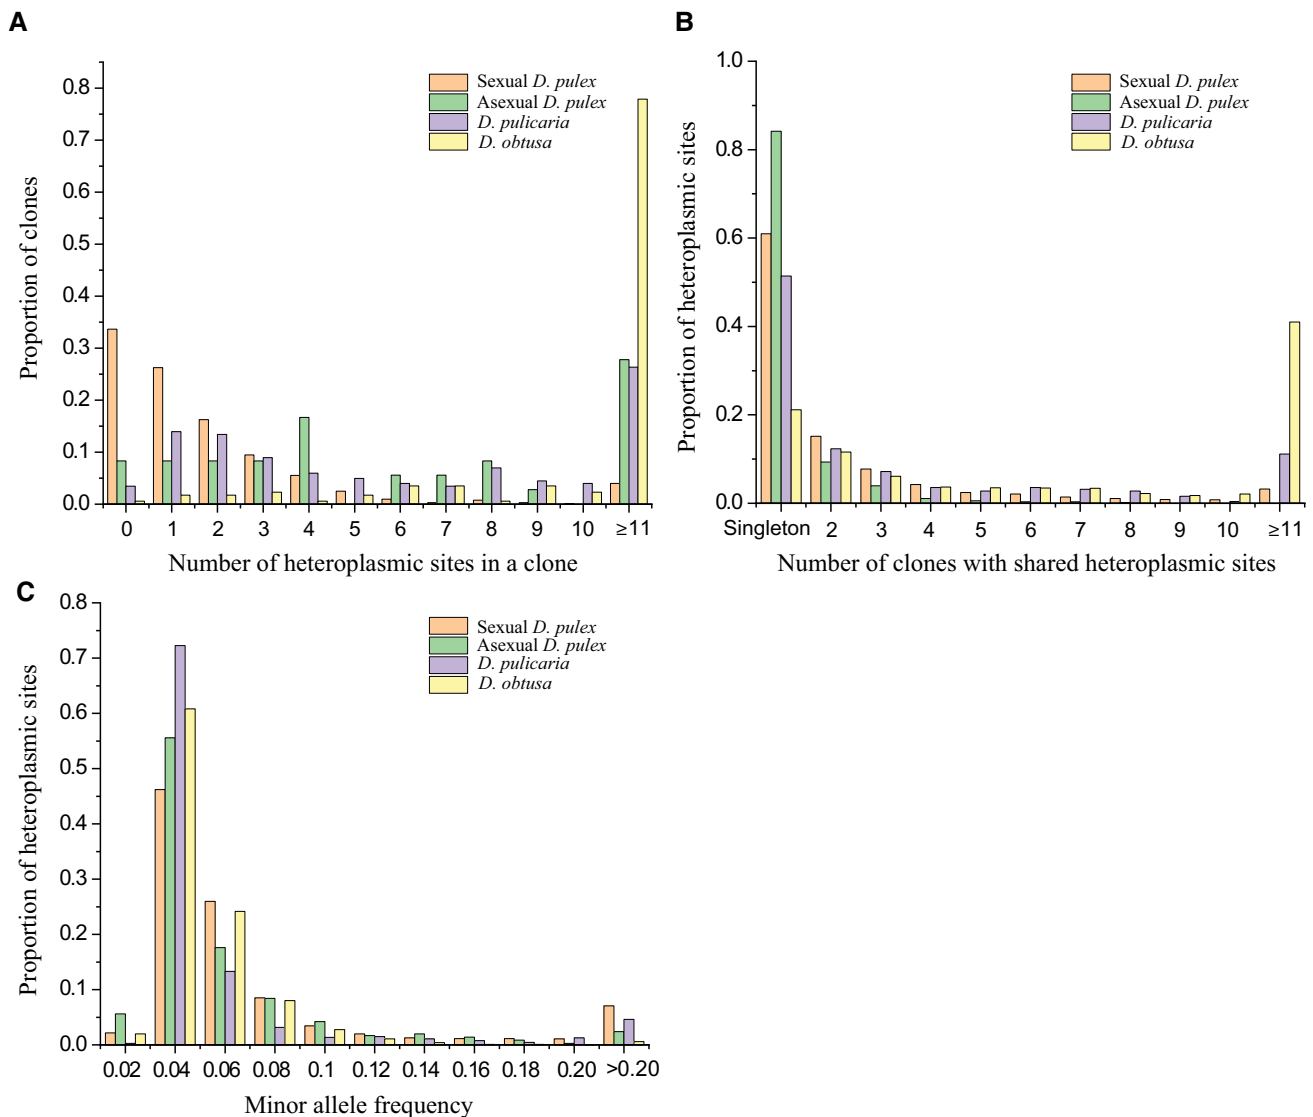 A
Proportion of clones
0.8
0.7
0.6
0.5
0.4
0.3
0.2
0.1
0.0
Sexual D. pulex
Asexual D. pulex
D. pulicaria
D. obtusa
0 1 2 3 4 5 6 7 8 9 10 ≥11
Number of heteroplasmic sites in a clone
B
Proportion of heteroplasmic sites
1.0
0.8
0.6
0.4
0.2
0.0
Sexual D. pulex
Asexual D. pulex
D. pulicaria
D. obtusa
Singleton 2 3 4 5 6 7 8 9 10 ≥11
Number of clones with shared heteroplasmic sites
C
Proportion of heteroplasmic sites
0.8
0.7
0.6
0.5
0.4
0.3
0.2
0.1
0.0
Sexual D. pulex
Asexual D. pulex
D. pulicaria
D. obtusa
0.02 0.04 0.06 0.08 0.1 0.12 0.14 0.16 0.18 0.20 >0.20
Minor allele frequency